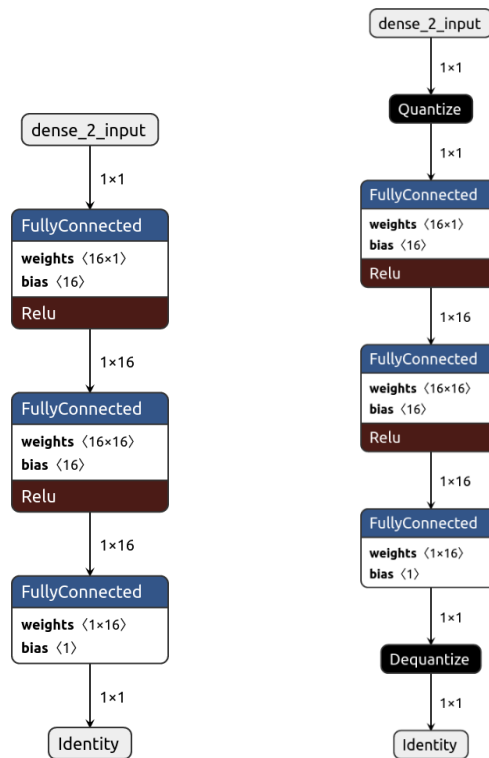 dense_2_input
1×1
FullyConnected
weights ⟨16×1⟩
bias ⟨16⟩
Relu
1×16
FullyConnected
weights ⟨16×16⟩
bias ⟨16⟩
Relu
1×16
FullyConnected
weights ⟨1×16⟩
bias ⟨1⟩
1×1
Identity
dense_2_input
1×1
Quantize
1×1
FullyConnected
weights ⟨16×1⟩
bias ⟨16⟩
Relu
1×16
FullyConnected
weights ⟨16×16⟩
bias ⟨16⟩
Relu
1×16
FullyConnected
weights ⟨1×16⟩
bias ⟨1⟩
1×1
Dequantize
1×1
Identity